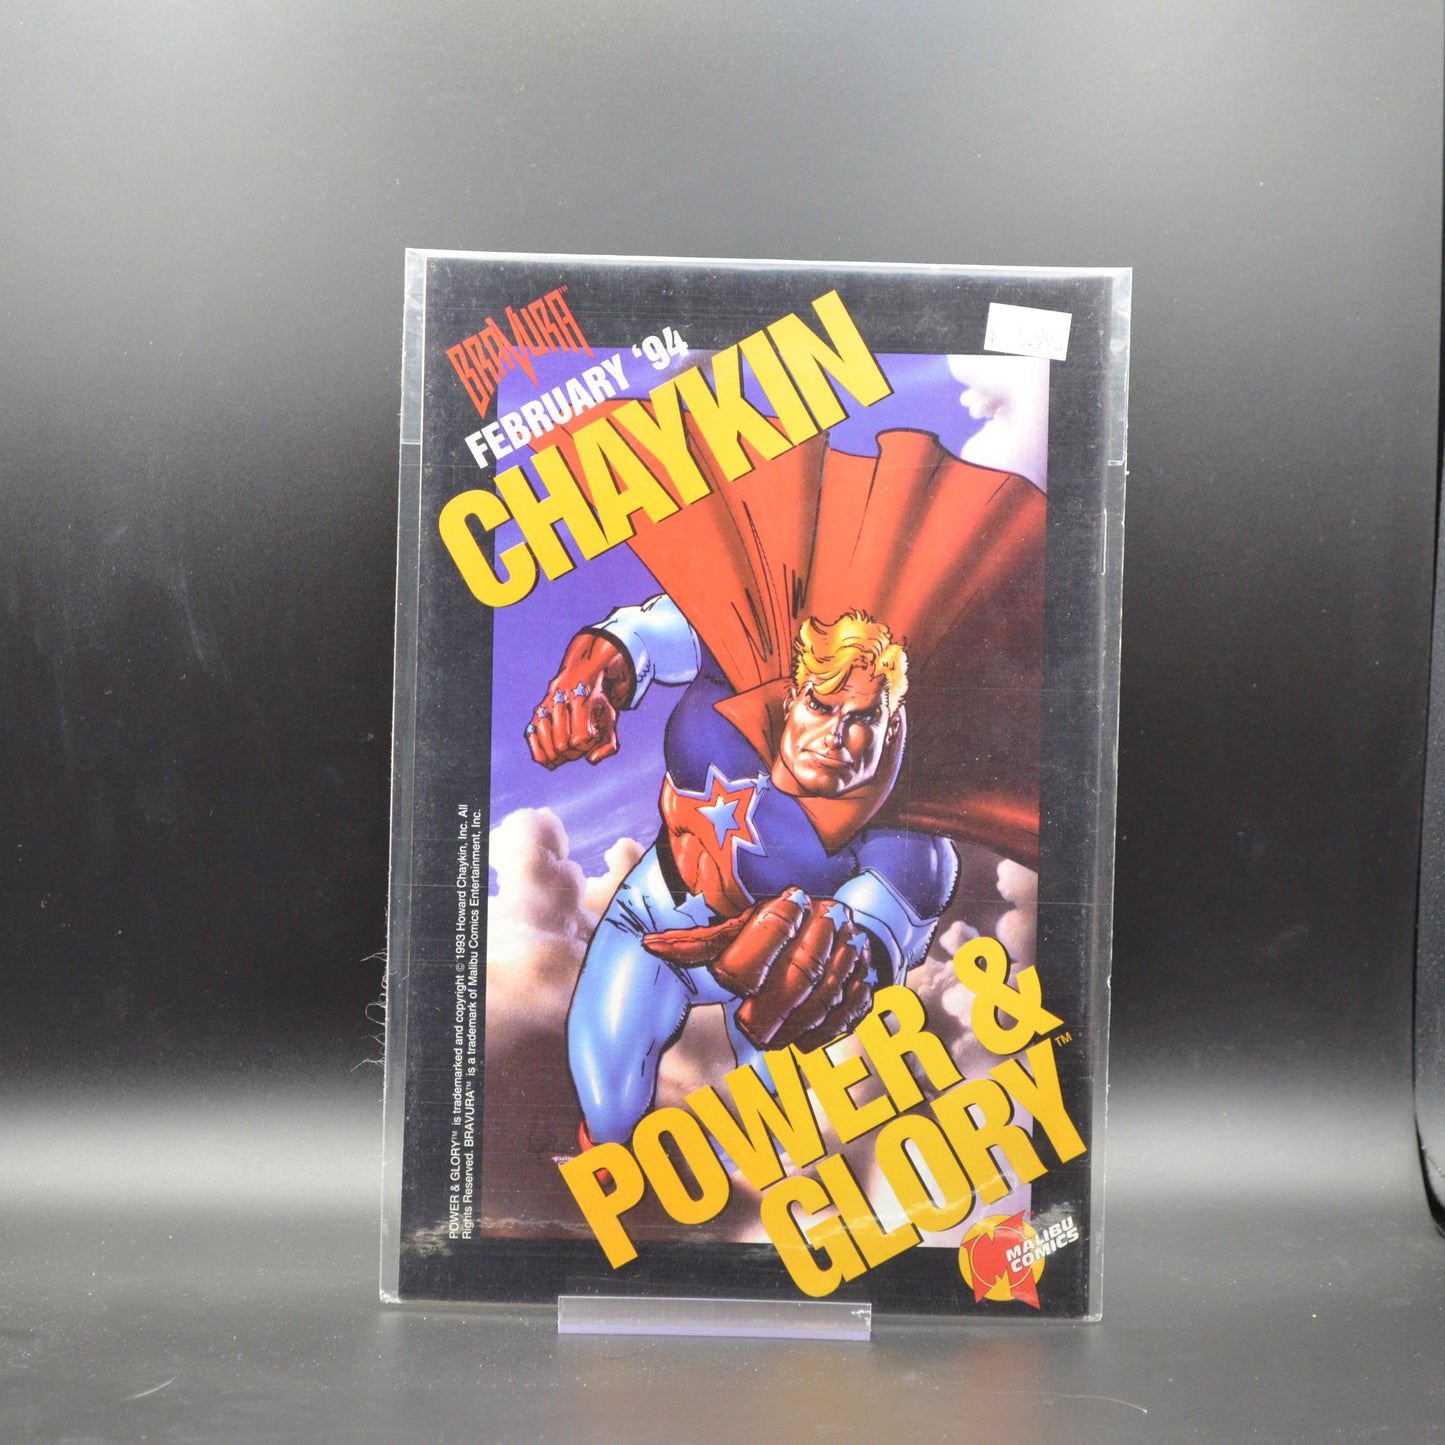 BRAVURA™
FEBRUARY '94
CHAYKIN
POWER &
GLORY™
MALIBU
COMICS
POWER & GLORY™ is trademarked and copyright © 1993 Howard Chaykin, Inc. All
Rights Reserved. BRAVURA™ is a trademark of Malibu Comics Entertainment, Inc.